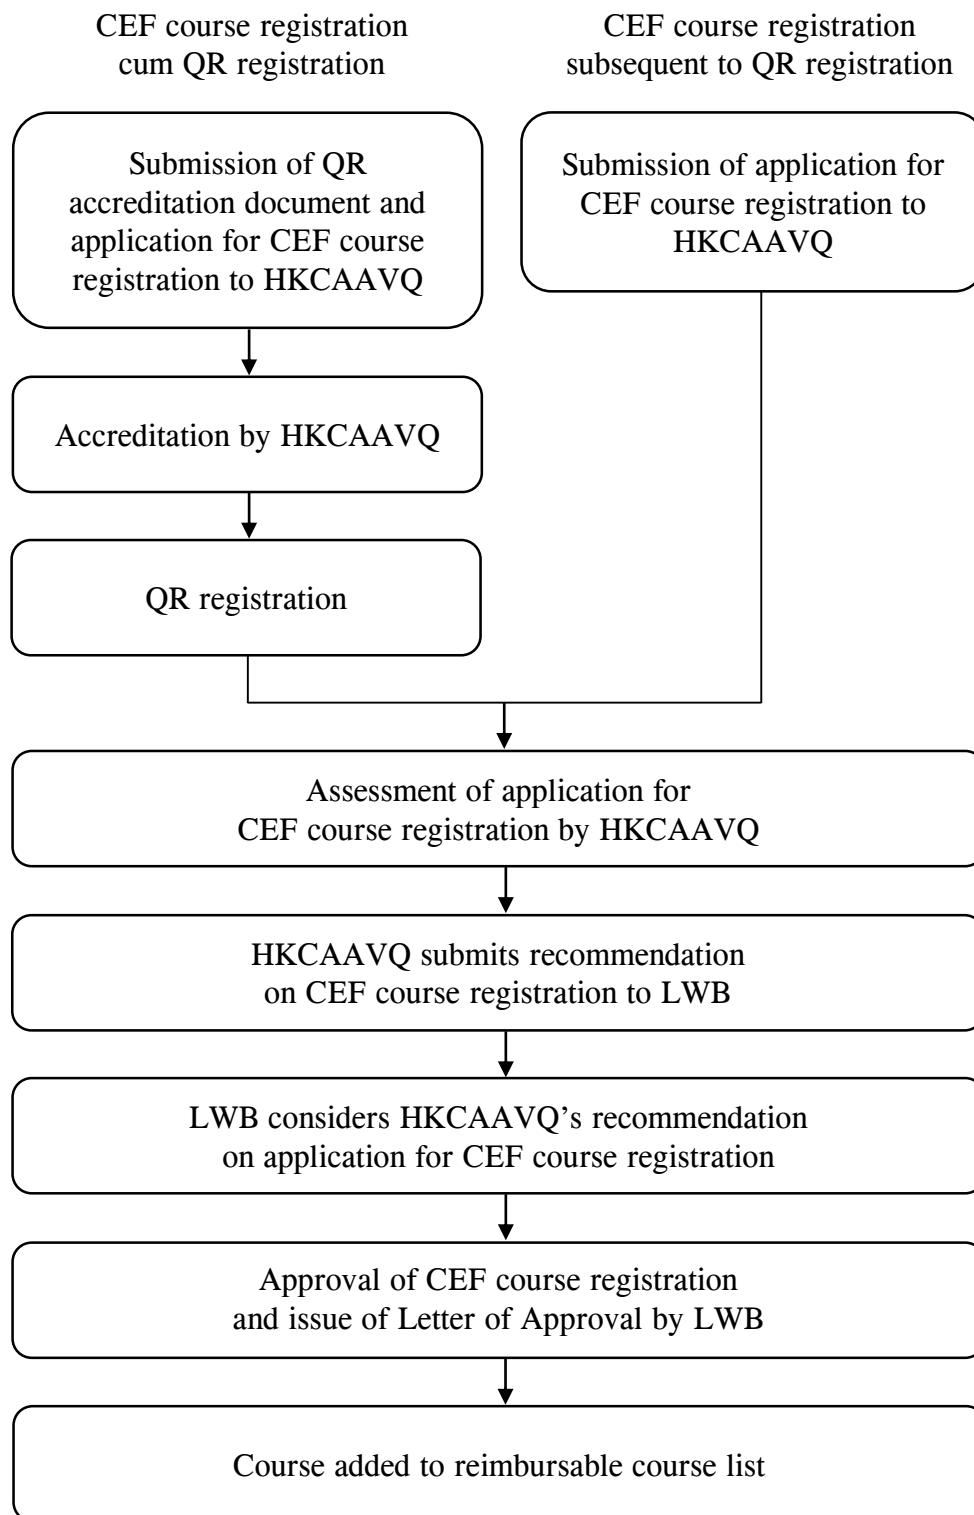 CEF course registration
cum QR registration
CEF course registration
subsequent to QR registration
Submission of QR
accreditation document and
application for CEF course
registration to HKCAAVQ
Submission of application for
CEF course registration to
HKCAAVQ
Accreditation by HKCAAVQ
QR registration
Assessment of application for
CEF course registration by HKCAAVQ
HKCAAVQ submits recommendation
on CEF course registration to LWB
LWB considers HKCAAVQ’s recommendation
on application for CEF course registration
Approval of CEF course registration
and issue of Letter of Approval by LWB
Course added to reimbursable course list